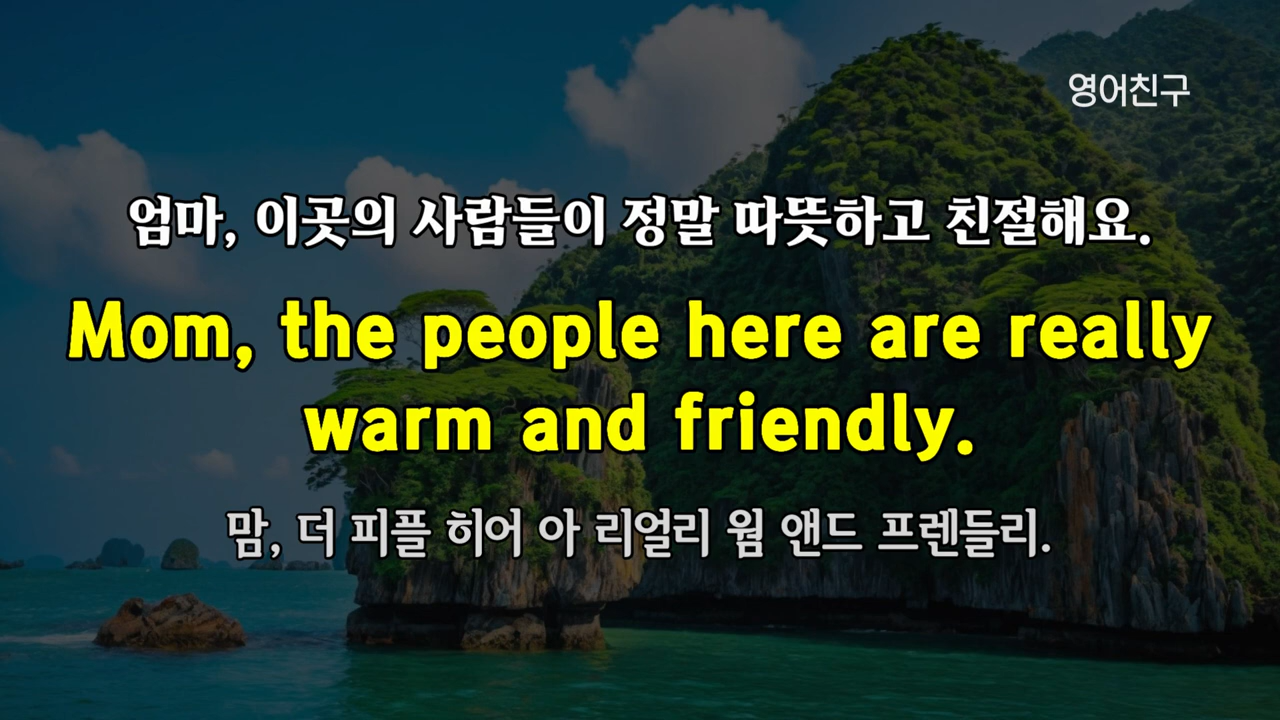 영어친구
엄마, 이곳의 사람들이 정말 따뜻하고 친절해요.
Mom, the people here are really
warm and friendly.
맘, 더 피플 히어 아 리얼리 웜 앤드 프렌들리.